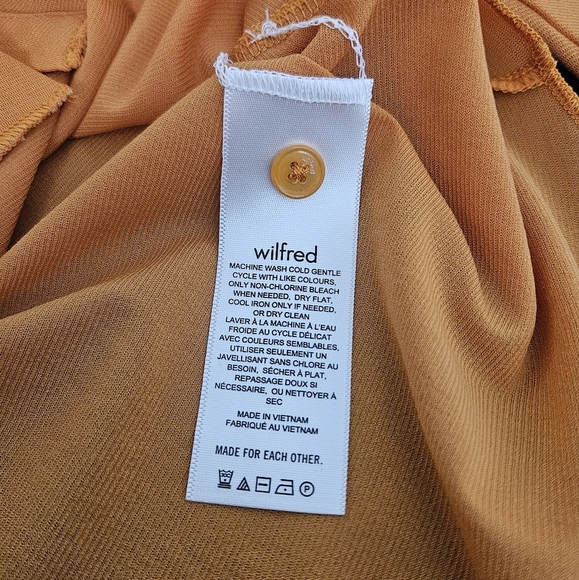 wilfred
MACHINE WASH COLD GENTLE
CYCLE WITH LIKE COLOURS,
ONLY NON-CHLORINE BLEACH
WHEN NEEDED, DRY FLAT,
COOL IRON ONLY IF NEEDED,
OR DRY CLEAN
LAVER À LA MACHINE À L'EAU
FROIDE AU CYCLE DÉLICAT
AVEC COULEURS SEMBLABLES,
UTILISER SEULEMENT UN
JAVELLISANT SANS CHLORE AU
BESOIN, SÉCHER À PLAT,
REPASSAGE DOUX SI
NÉCESSAIRE, OU NETTOYER À
SEC
MADE IN VIETNAM
FABRIQUÉ AU VIETNAM
MADE FOR EACH OTHER.
P